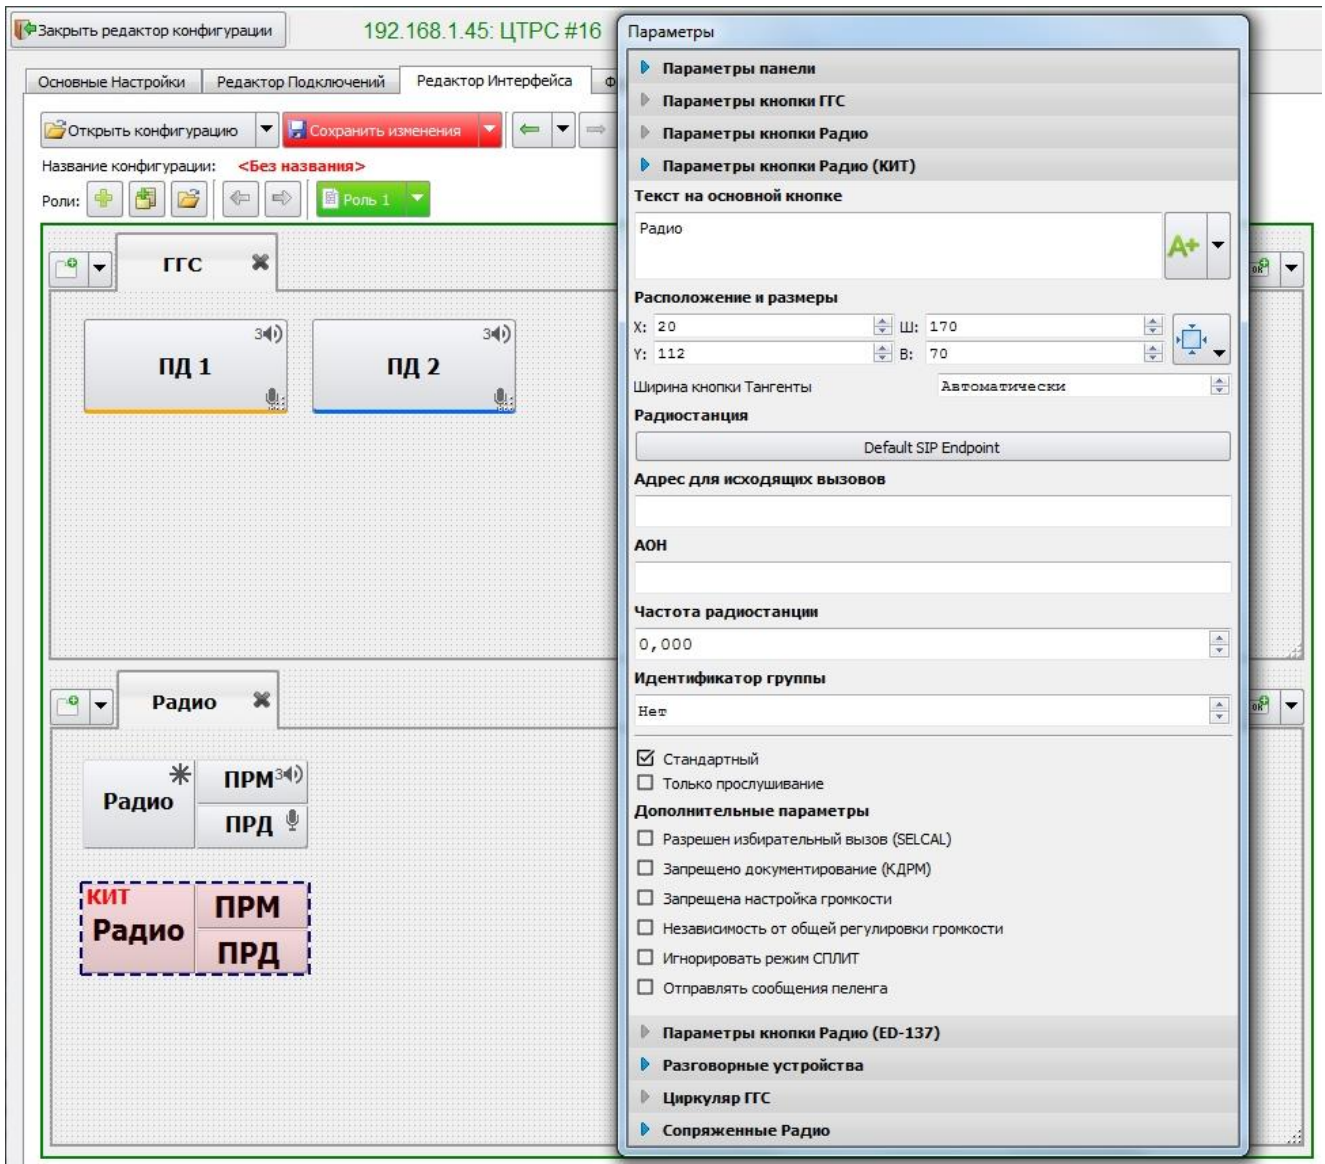 Закрыть редактор конфигурации
192.168.1.45: ЦТРС #16
Основные Настройки
Редактор Подключений
Редактор Интерфейса
Ф
Открыть конфигурацию
Сохранить изменения
Название конфигурации: <Без названия>
Роли:
Роль 1
ГГС
ПД 1
3
ПД 2
3
Радио
Радио
ПРМ
3
ПРД
КИТ
Радио
ПРМ
ПРД
Параметры
Параметры панели
Параметры кнопки ГГС
Параметры кнопки Радио
Параметры кнопки Радио (КИТ)
Текст на основной кнопке
Радио
A+
Расположение и размеры
X: 20
Ш: 170
Y: 112
В: 70
Ширина кнопки Тангенты
Автоматически
Радиостанция
Default SIP Endpoint
Адрес для исходящих вызовов
АОН
Частота радиостанции
0,000
Идентификатор группы
Нет
Стандартный
Только прослушивание
Дополнительные параметры
Разрешен избирательный вызов (SELCAL)
Запрещено документирование (КДРМ)
Запрещена настройка громкости
Независимость от общей регулировки громкости
Игнорировать режим СПЛИТ
Отправлять сообщения пеленга
Параметры кнопки Радио (ED-137)
Разговорные устройства
Циркуляр ГГС
Сопряженные Радио